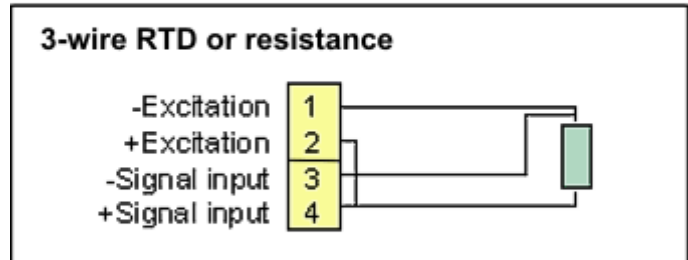 3-wire RTD or resistance
-Excitation 1
+Excitation 2
-Signal input 3
+Signal input 4